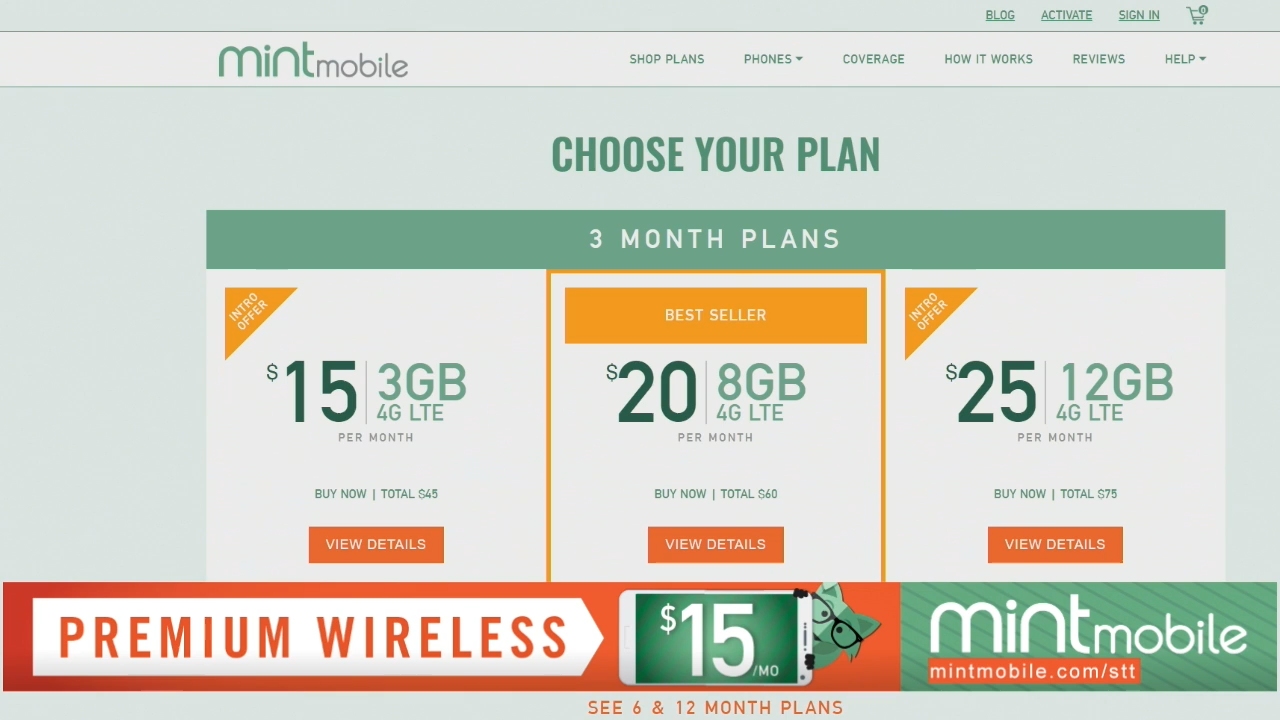 BLOG ACTIVATE SIGN IN 0
mintmobile SHOP PLANS PHONES COVERAGE HOW IT WORKS REVIEWS HELP
CHOOSE YOUR PLAN
3 MONTH PLANS
INTRO OFFER
$15 3GB
4G LTE
PER MONTH
BUY NOW | TOTAL $45
VIEW DETAILS
BEST SELLER
$20 8GB
4G LTE
PER MONTH
BUY NOW | TOTAL $60
VIEW DETAILS
INTRO OFFER
$25 12GB
4G LTE
PER MONTH
BUY NOW | TOTAL $75
VIEW DETAILS
PREMIUM WIRELESS
$15/MO
mintmobile
mintmobile.com/stt
SEE 6 & 12 MONTH PLANS